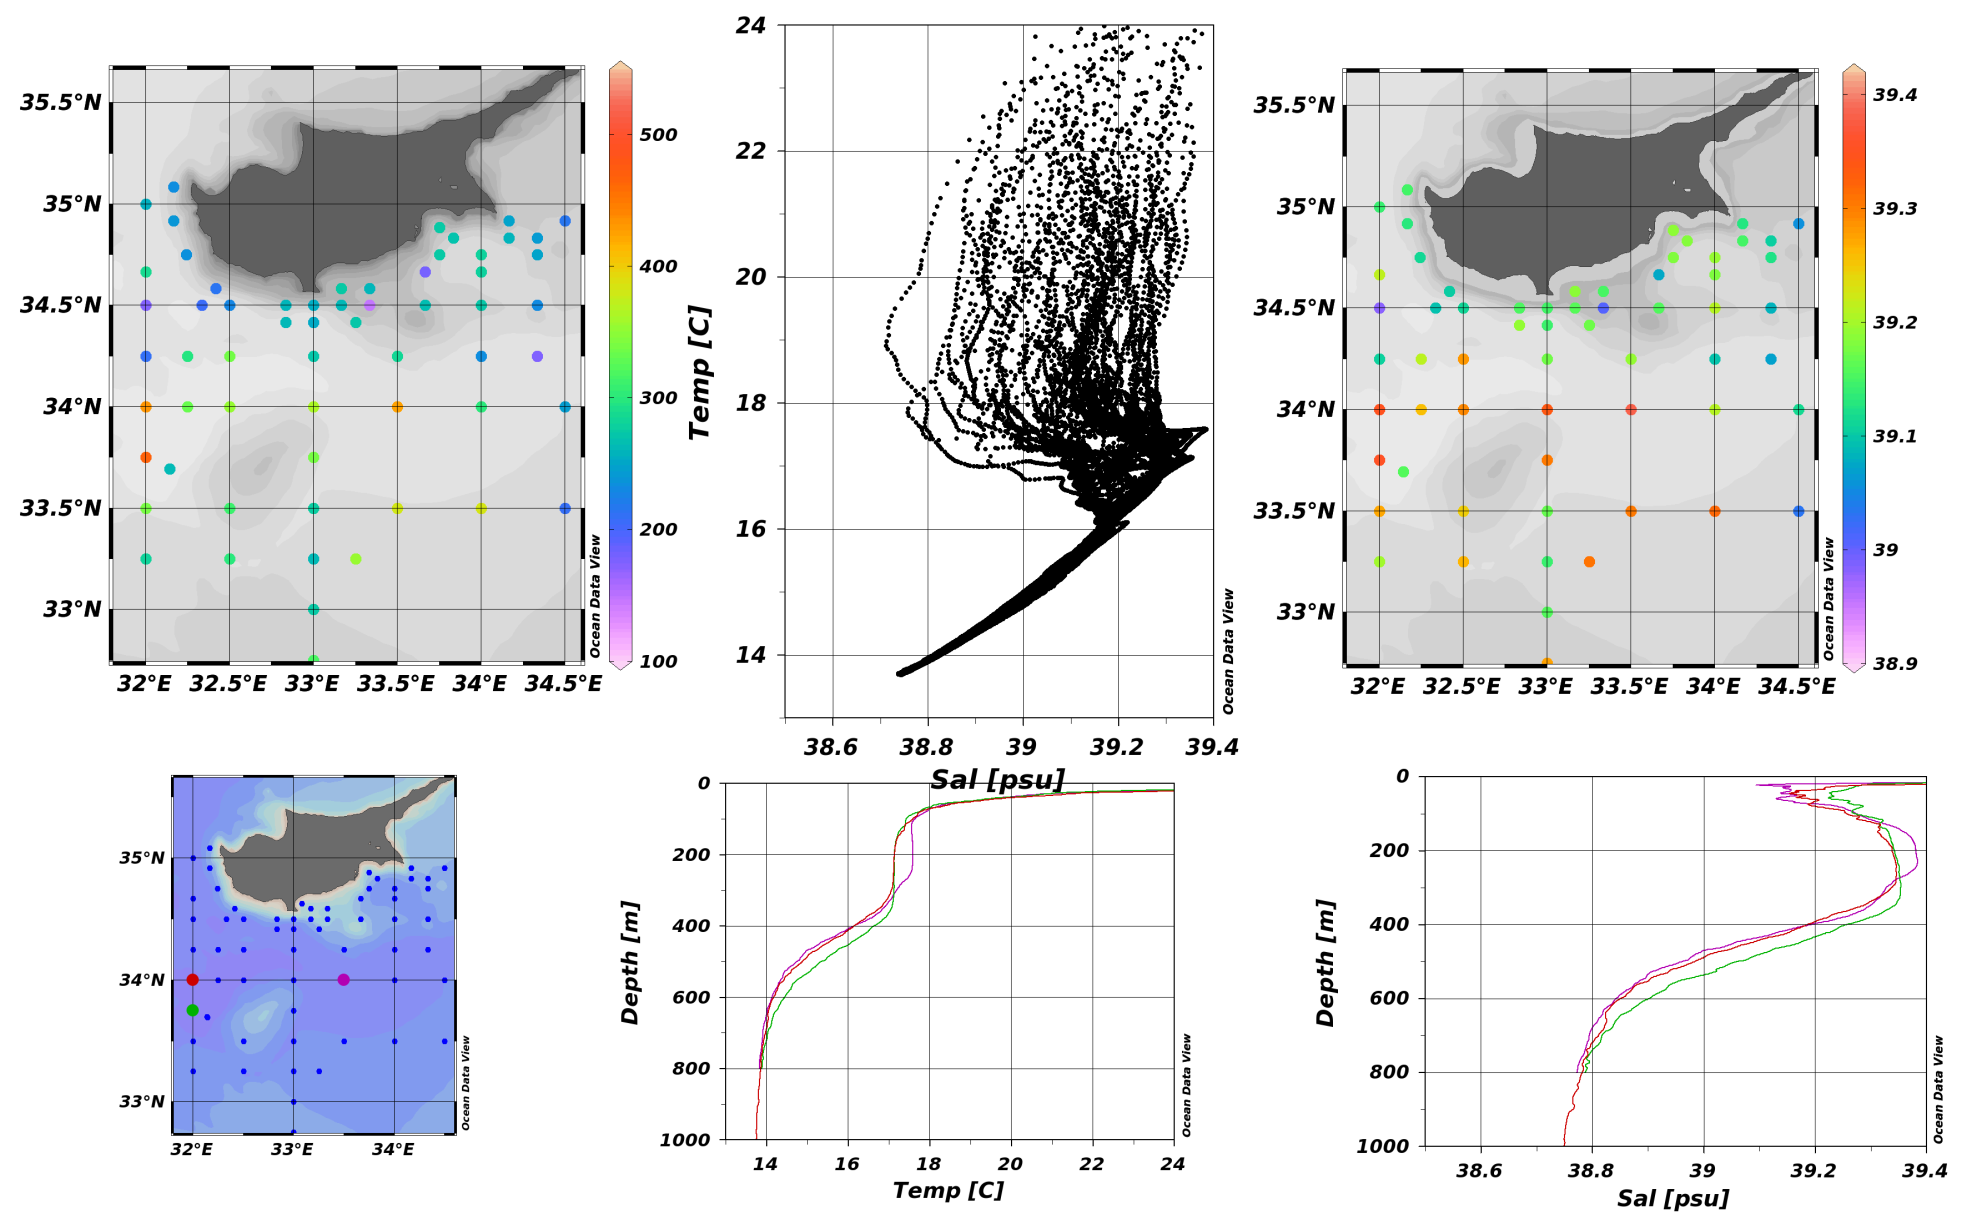 35.5°N
35°N
34.5°N
34°N
33.5°N
33°N
32°E 32.5°E 33°E 33.5°E 34°E 34.5°E
Ocean Data View
500
400
300
200
100
24
22
20
18
16
14
Temp [C]
38.6 38.8 39 39.2 39.4
Sal [psu]
Ocean Data View
35.5°N
35°N
34.5°N
34°N
33.5°N
33°N
32°E 32.5°E 33°E 33.5°E 34°E 34.5°E
Ocean Data View
39.4
39.3
39.2
39.1
39
38.9
35°N
34°N
33°N
32°E 33°E 34°E
Ocean Data View
0
200
400
600
800
1000
Depth [m]
14 16 18 20 22 24
Temp [C]
Ocean Data View
0
200
400
600
800
1000
Depth [m]
38.6 38.8 39 39.2 39.4
Sal [psu]
Ocean Data View